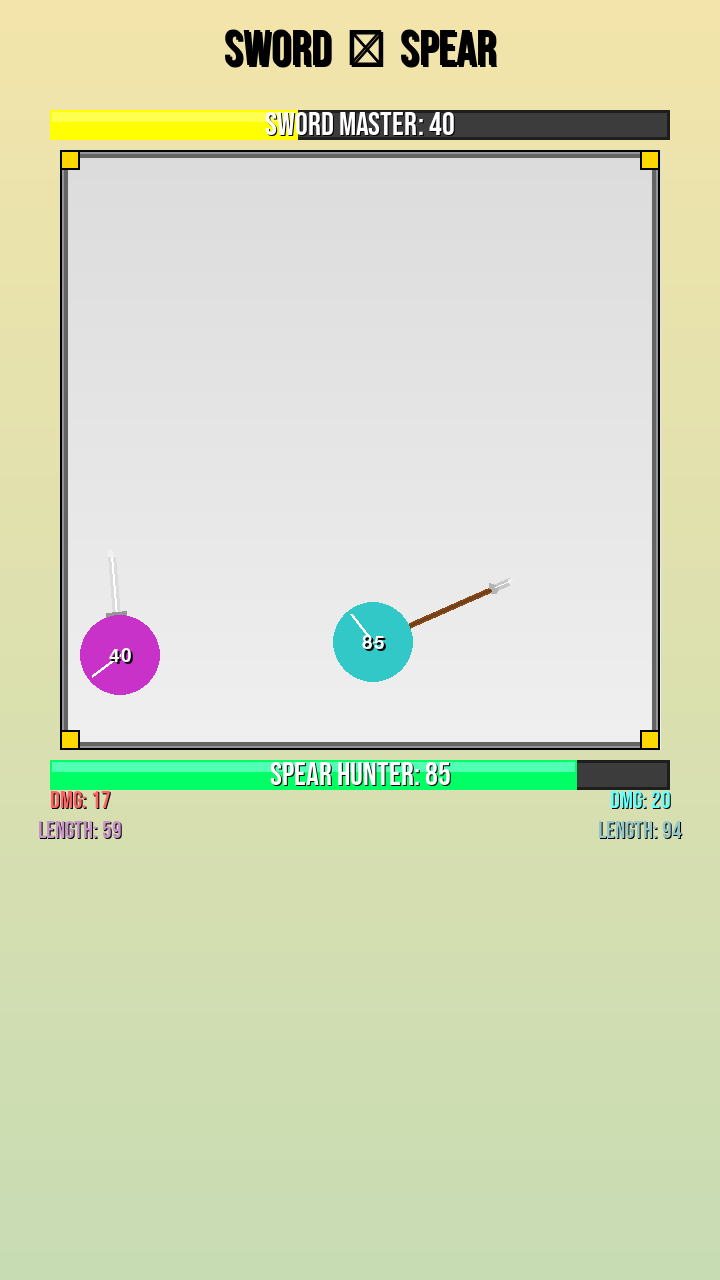 SWORD SPEAR
SWORD MASTER: 40
40
85
SPEAR HUNTER: 85
DMG: 17
DMG: 20
LENGTH: 59
LENGTH: 94